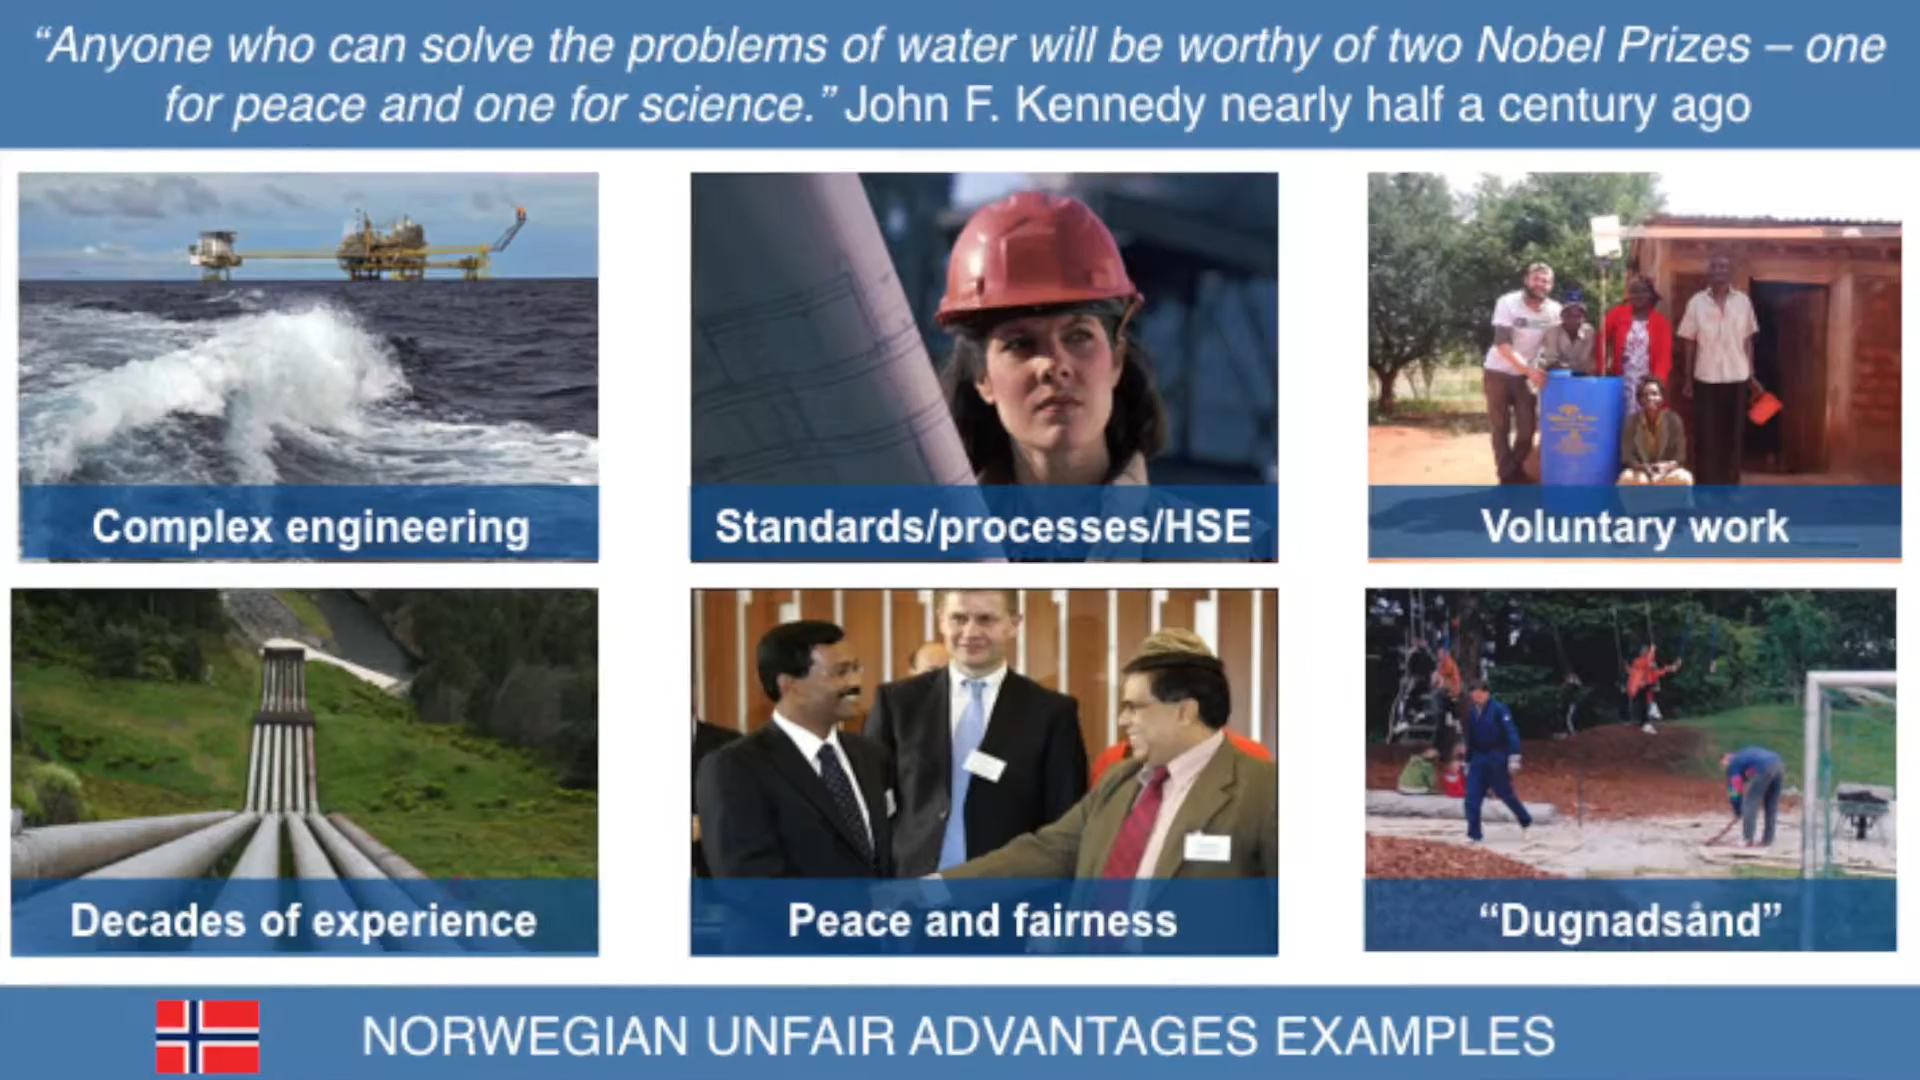 “Anyone who can solve the problems of water will be worthy of two Nobel Prizes – one
for peace and one for science.” John F. Kennedy nearly half a century ago
Complex engineering
Standards/processes/HSE
Voluntary work
Decades of experience
Peace and fairness
“Dugnadsånd”
NORWEGIAN UNFAIR ADVANTAGES EXAMPLES